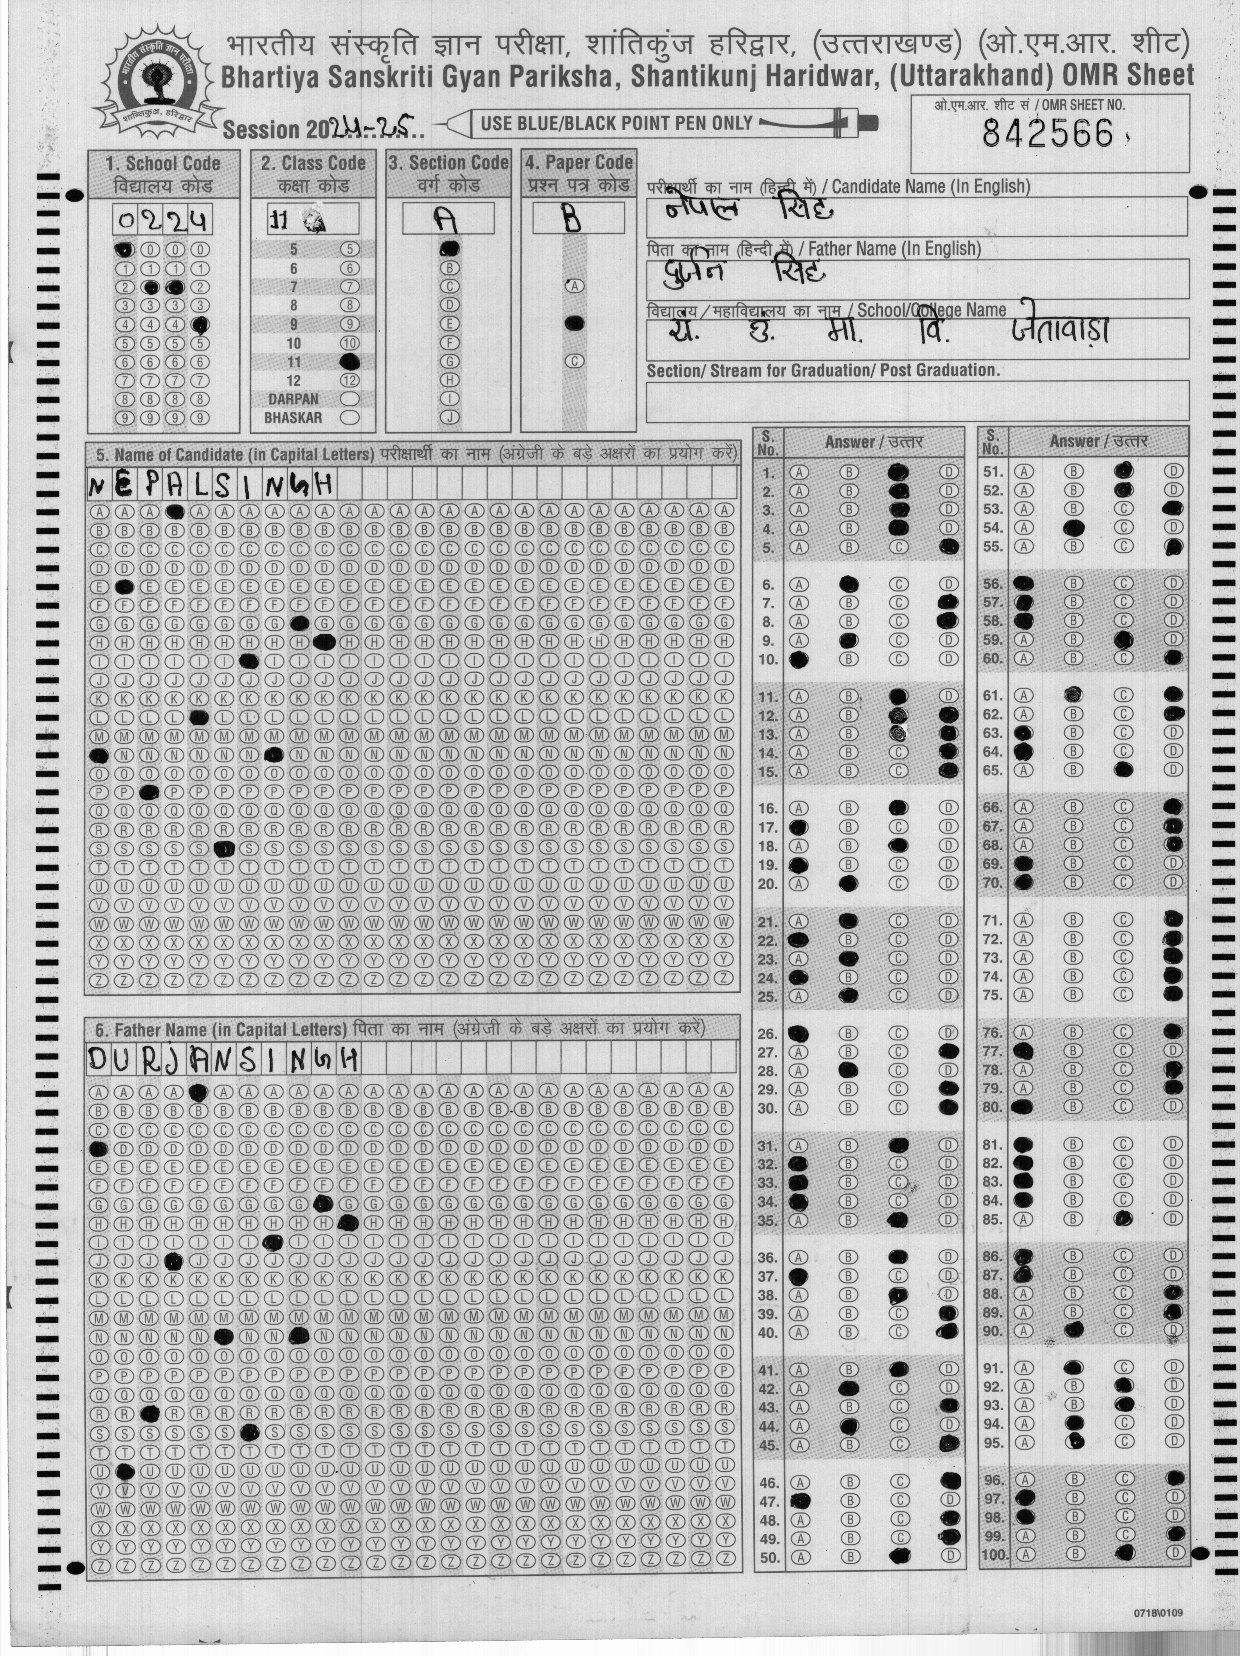 भारतीय संस्कृति ज्ञान परीक्षा, शांतिकुंज हरिद्वार, (उत्तराखण्ड) (ओ.एम.आर. शीट)
Bhartiya Sanskriti Gyan Pariksha, Shantikunj Haridwar, (Uttarakhand) OMR Sheet
Session 2024-25
USE BLUE/BLACK POINT PEN ONLY
ओ.एम.आर. शीट सं / OMR SHEET NO.
842566
1. School Code
विद्यालय कोड
0224
2. Class Code
कक्षा कोड
11
5
6
7
8
9
10
11
12
DARPAN
BHASKAR
3. Section Code
वर्ग कोड
A
4. Paper Code
प्रश्न पत्र कोड
B
परीक्षार्थी का नाम (हिन्दी में) / Candidate Name (In English)
नेपाल सिंह
पिता का नाम (हिन्दी में) / Father Name (In English)
दुर्जन सिंह
विद्यालय / महाविद्यालय का नाम / School/College Name
मा. वि. जेतावाड़ा
Section/ Stream for Graduation/ Post Graduation.
5. Name of Candidate (in Capital Letters) परीक्षार्थी का नाम (अंग्रेजी के बड़े अक्षरों का प्रयोग करें)
NEPALSINGH
6. Father Name (in Capital Letters) पिता का नाम (अंग्रेजी के बड़े अक्षरों का प्रयोग करें)
DURJANSINGH
S. No. Answer / उत्तर
S. No. Answer / उत्तर
0718\0109